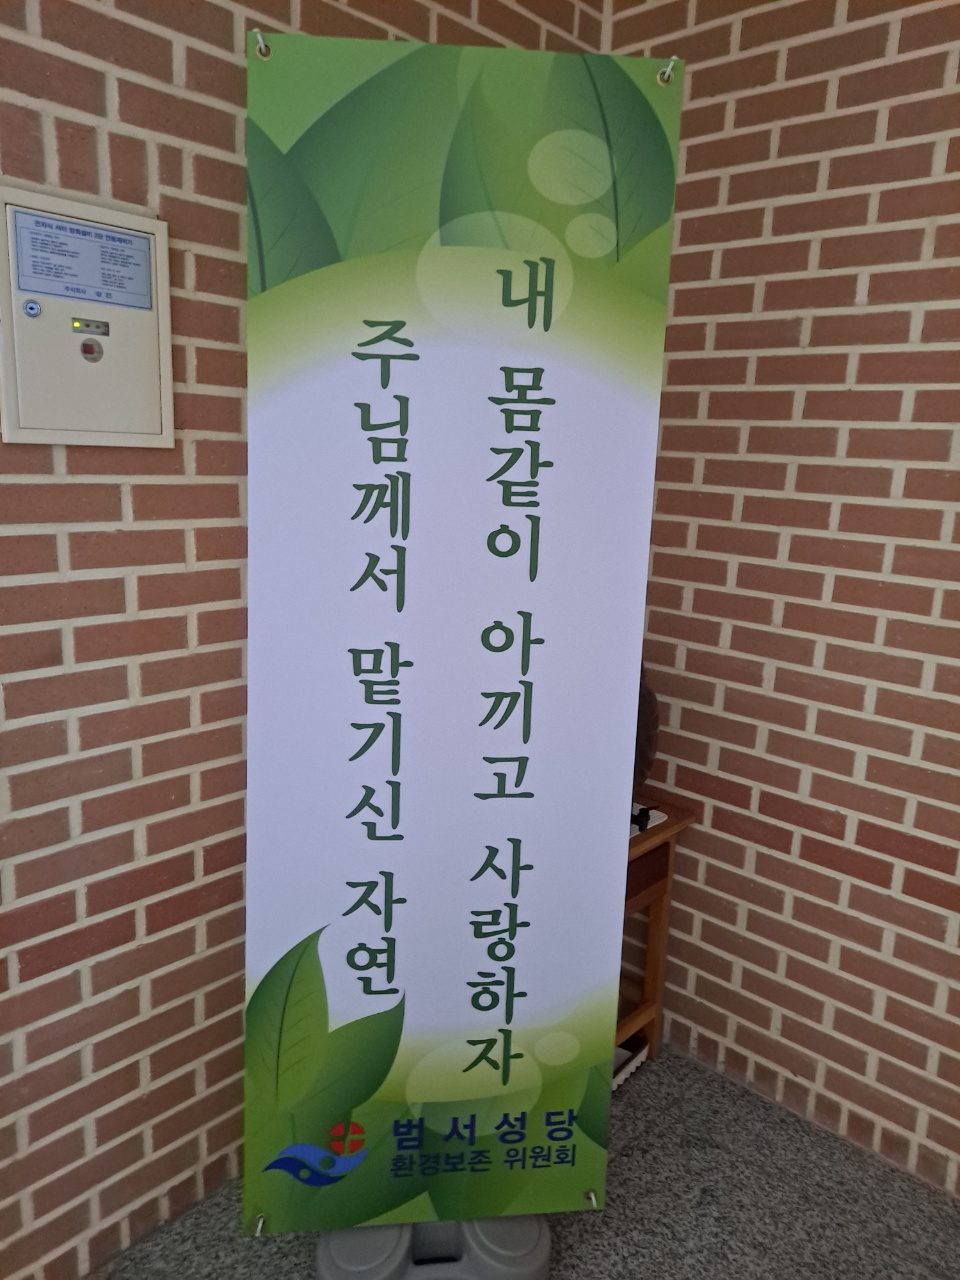 주님께서 맡기신 자연
내 몸같이 아끼고 사랑하자
범서성당
환경보존 위원회